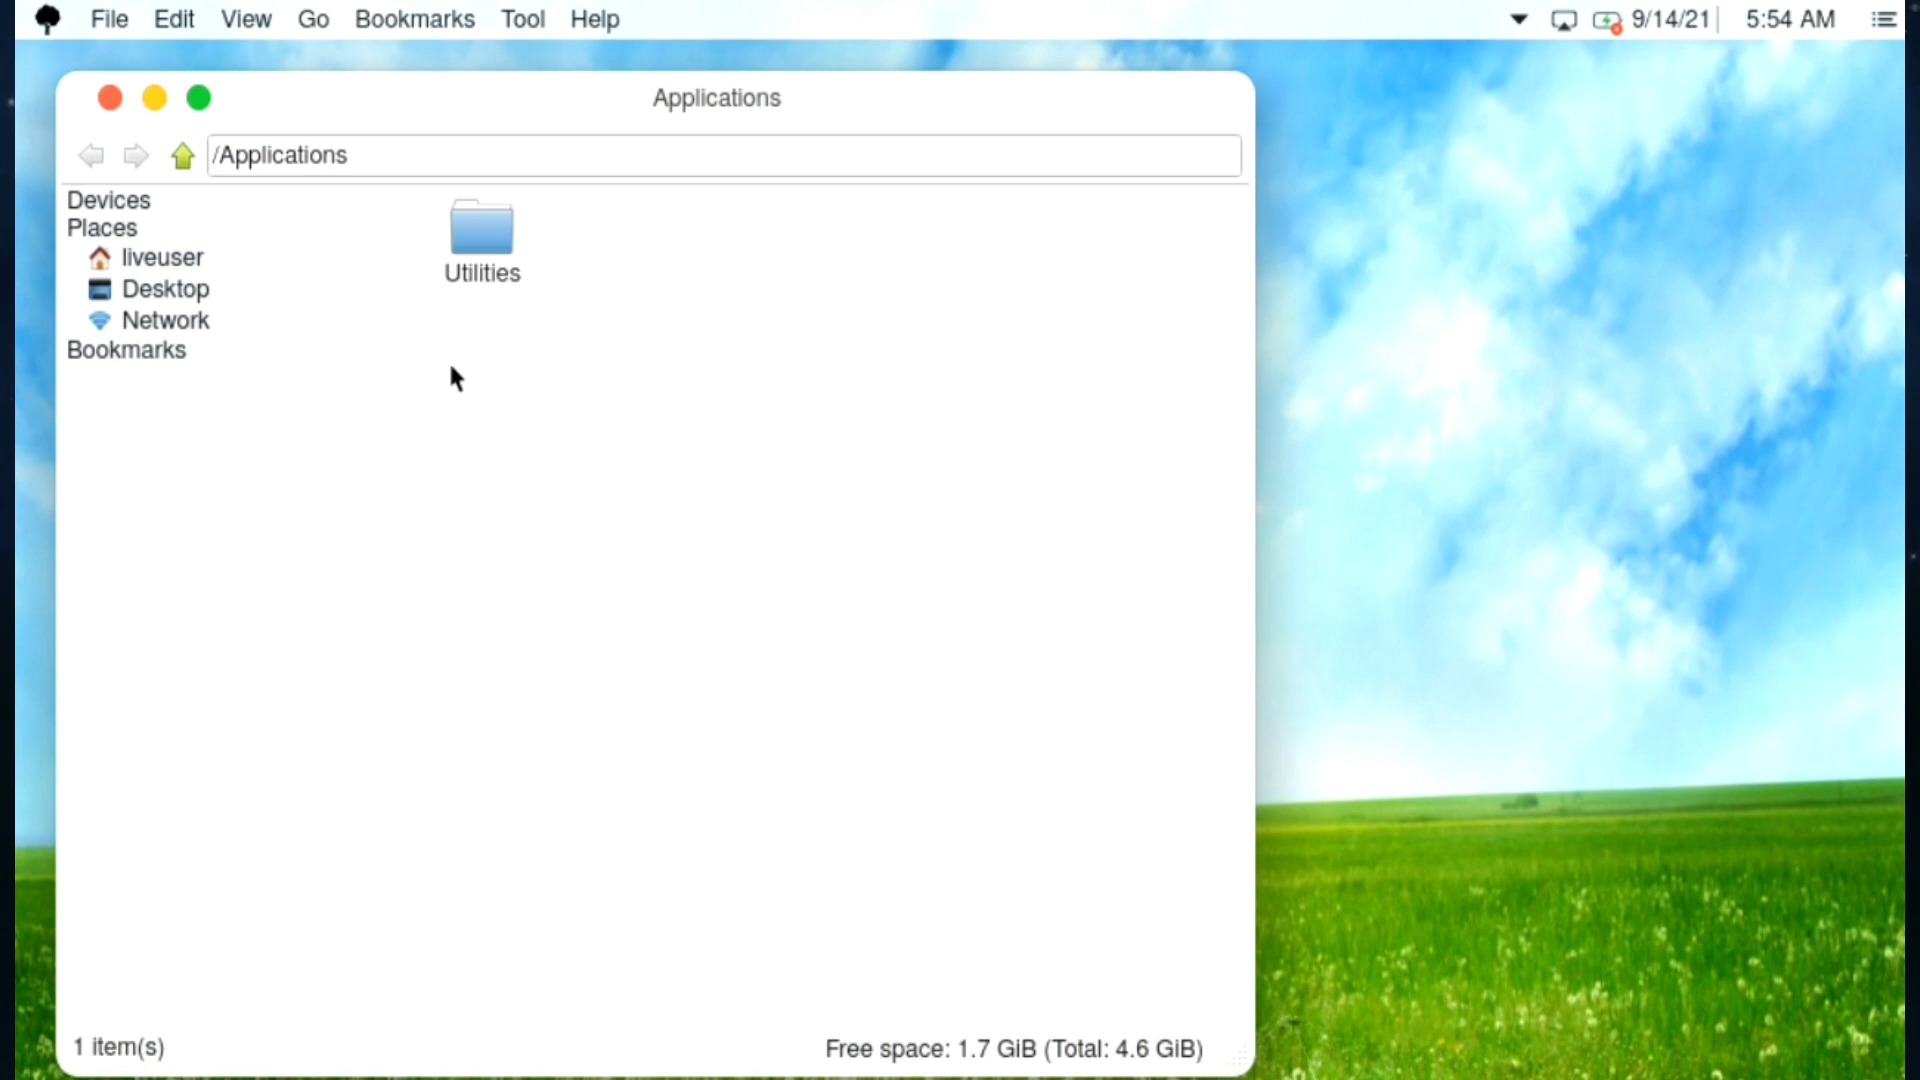 File Edit View Go Bookmarks Tool Help 9/14/21 5:54 AM
Applications
/Applications
Devices
Places
liveuser
Desktop
Network
Bookmarks
Utilities
1 item(s)
Free space: 1.7 GiB (Total: 4.6 GiB)